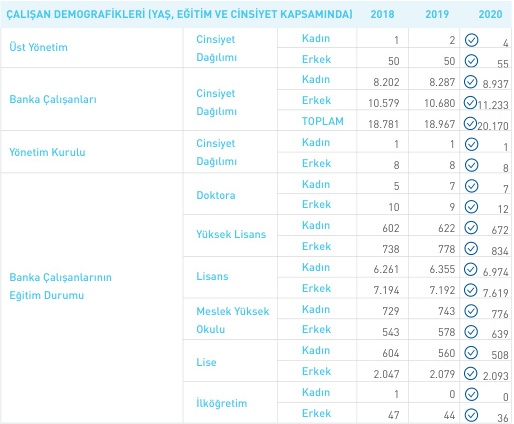 ÇALIŞAN DEMOGRAFİKLERİ (YAŞ, EĞİTİM VE CİNSİYET KAPSAMINDA) 2018 2019 2020
Üst Yönetim Cinsiyet Dağılımı Kadın 1 2 4
Erkek 50 50 55
Banka Çalışanları Cinsiyet Dağılımı Kadın 8.202 8.287 8.937
Erkek 10.579 10.680 11.233
TOPLAM 18.781 18.967 20.170
Yönetim Kurulu Cinsiyet Dağılımı Kadın 1 1 1
Erkek 8 8 8
Banka Çalışanlarının Eğitim Durumu Doktora Kadın 5 7 7
Erkek 10 9 12
Yüksek Lisans Kadın 602 622 672
Erkek 738 778 834
Lisans Kadın 6.261 6.355 6.974
Erkek 7.194 7.192 7.619
Meslek Yüksek Okulu Kadın 729 743 776
Erkek 543 578 639
Lise Kadın 604 560 508
Erkek 2.047 2.079 2.093
İlköğretim Kadın 1 0 0
Erkek 47 44 36